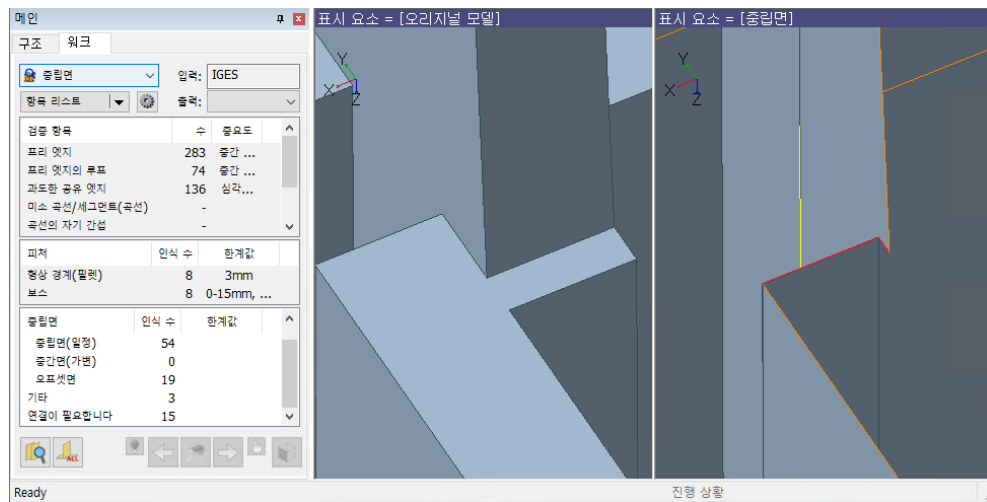 메인
구조 워크
중립면 입력: IGES
항목 리스트 출력:
검증 항목 수 중요도
프리 엣지 283 중간 ...
프리 엣지의 루프 74 중간 ...
과도한 공유 엣지 136 심각...
미소 곡선/세그먼트(곡선) -
곡선의 자기 간섭 -
피처 인식 수 한계값
형상 경계(필렛) 8 3mm
보스 8 0-15mm, ...
중립면 인식 수 한계값
중립면(일정) 54
중간면(가변) 0
오프셋면 19
기타 3
연결이 필요합니다 15
ALL
Ready
표시 요소 = [오리지널 모델]
Y
X
Z
표시 요소 = [중립면]
Y
X
Z
진행 상황